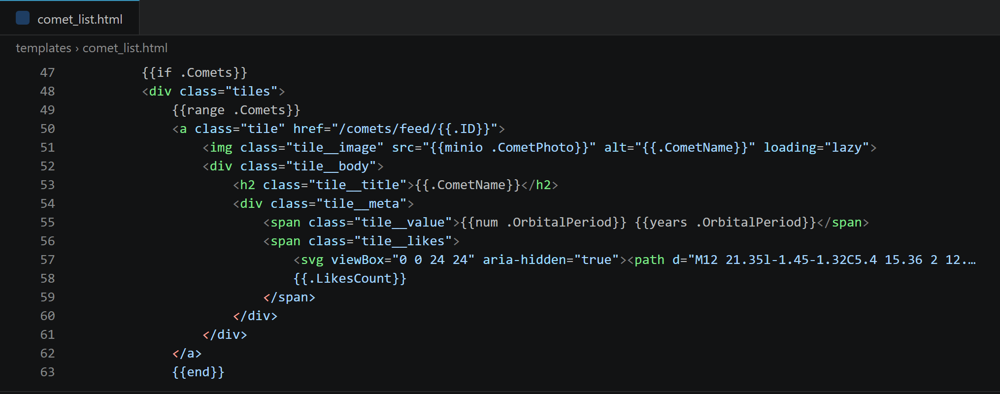 comet_list.html
templates › comet_list.html
47 {{if .Comets}}
48 <div class="tiles">
49 {{range .Comets}}
50 <a class="tile" href="/comets/feed/{{.ID}}">
51 <img class="tile__image" src="{{minio .CometPhoto}}" alt="{{.CometName}}" loading="lazy">
52 <div class="tile__body">
53 <h2 class="tile__title">{{.CometName}}</h2>
54 <div class="tile__meta">
55 <span class="tile__value">{{num .OrbitalPeriod}} {{years .OrbitalPeriod}}</span>
56 <span class="tile__likes">
57 <svg viewBox="0 0 24 24" aria-hidden="true"><path d="M12 21.35l-1.45-1.32C5.4 15.36 2 12.…
58 {{.LikesCount}}
59 </span>
60 </div>
61 </div>
62 </a>
63 {{end}}